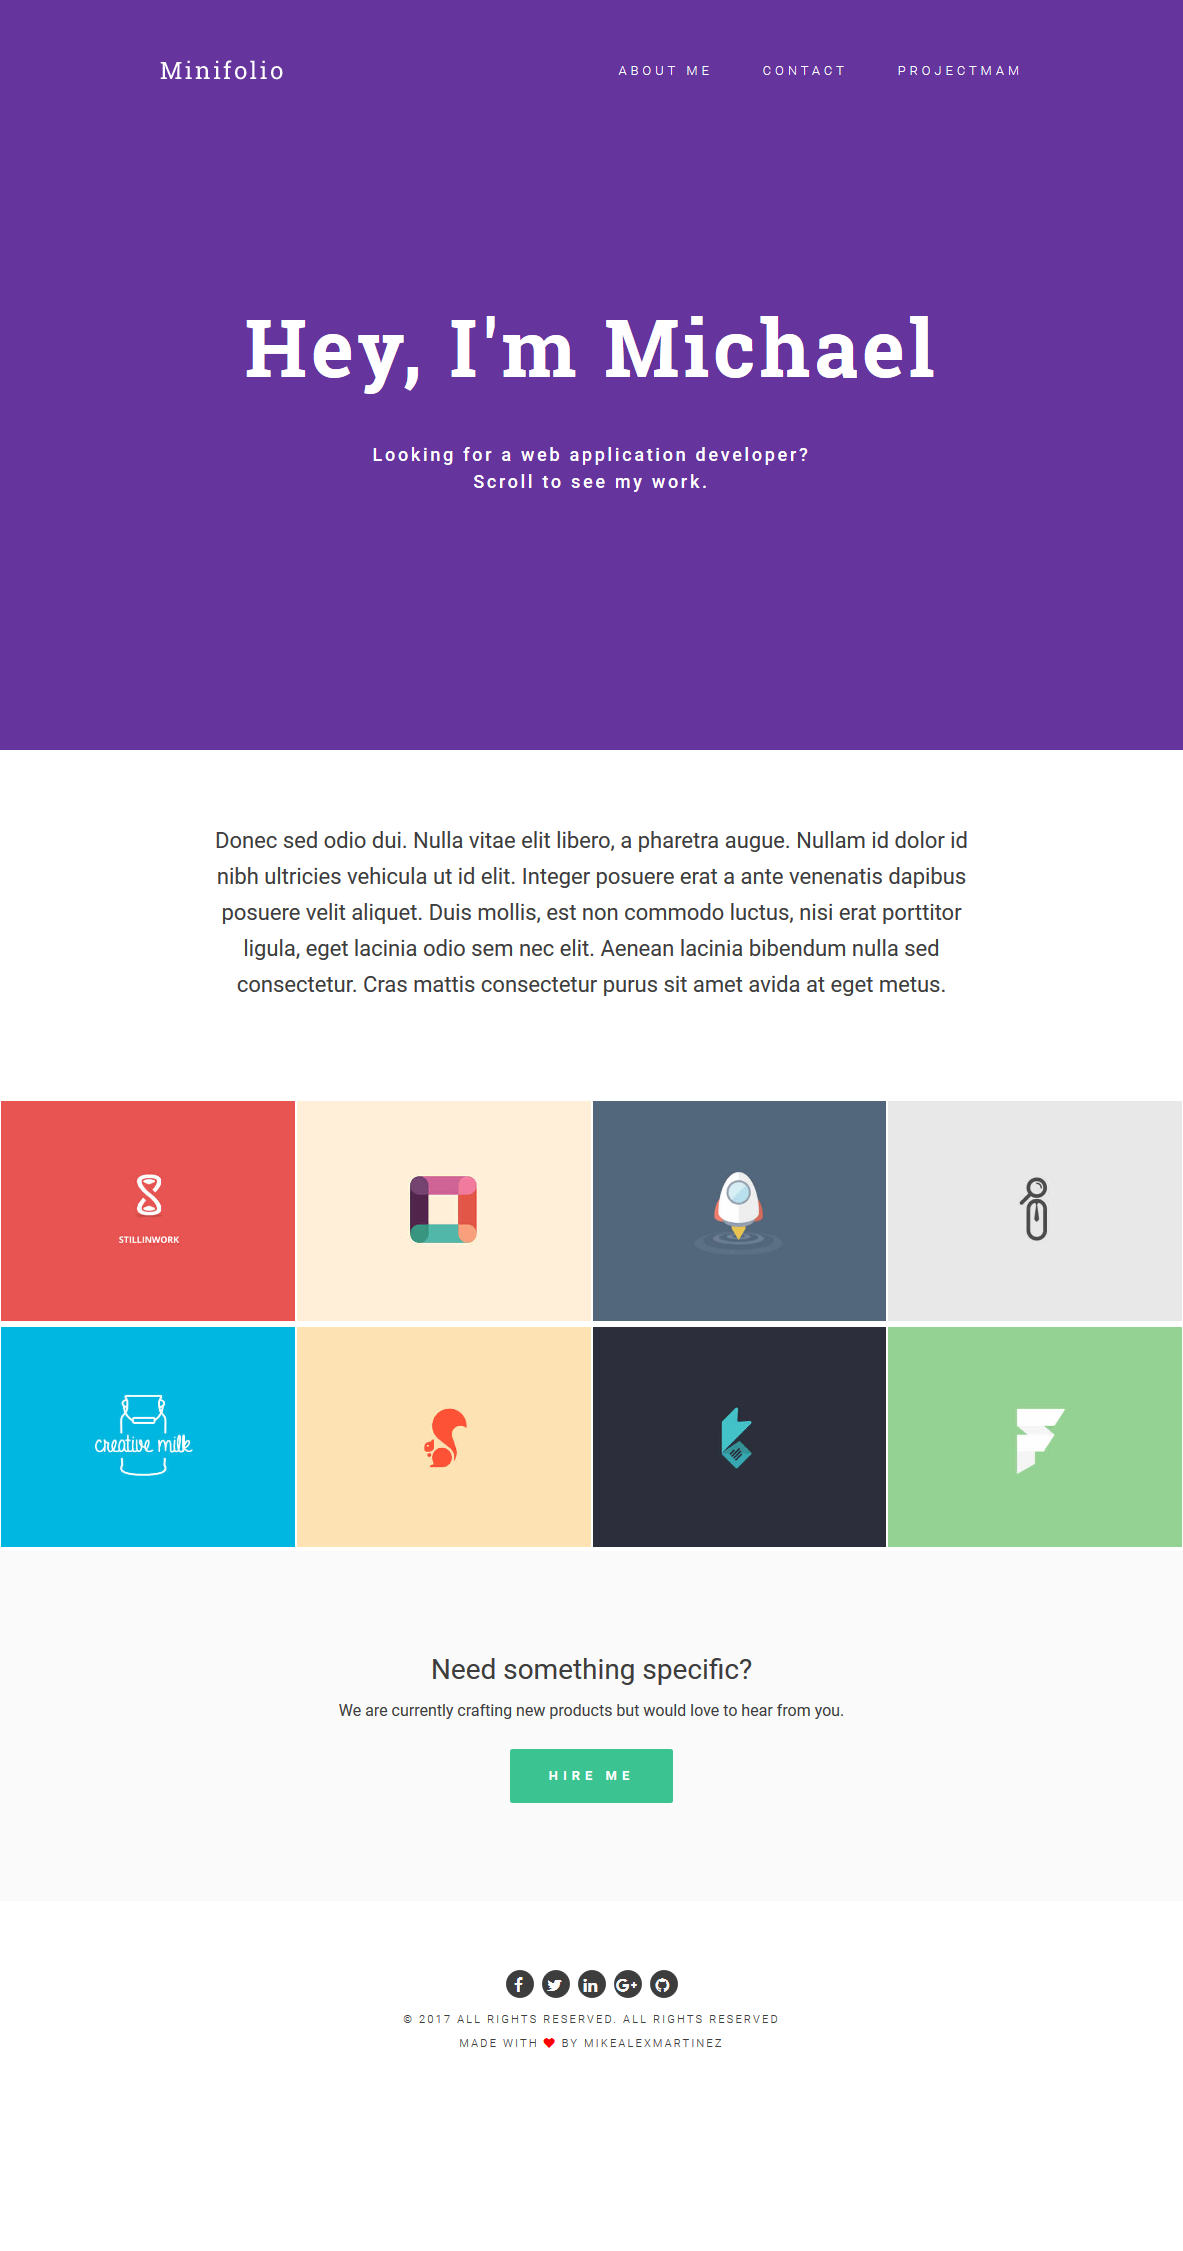 Minifolio
ABOUT ME CONTACT PROJECTMAM
Hey, I'm Michael
Looking for a web application developer?
Scroll to see my work.
Donec sed odio dui. Nulla vitae elit libero, a pharetra augue. Nullam id dolor id
nibh ultricies vehicula ut id elit. Integer posuere erat a ante venenatis dapibus
posuere velit aliquet. Duis mollis, est non commodo luctus, nisi erat porttitor
ligula, eget lacinia odio sem nec elit. Aenean lacinia bibendum nulla sed
consectetur. Cras mattis consectetur purus sit amet avida at eget metus.
STILLINWORK
creative milk
Need something specific?
We are currently crafting new products but would love to hear from you.
HIRE ME
© 2017 ALL RIGHTS RESERVED. ALL RIGHTS RESERVED
MADE WITH ❤ BY MIKEALEXMARTINEZ